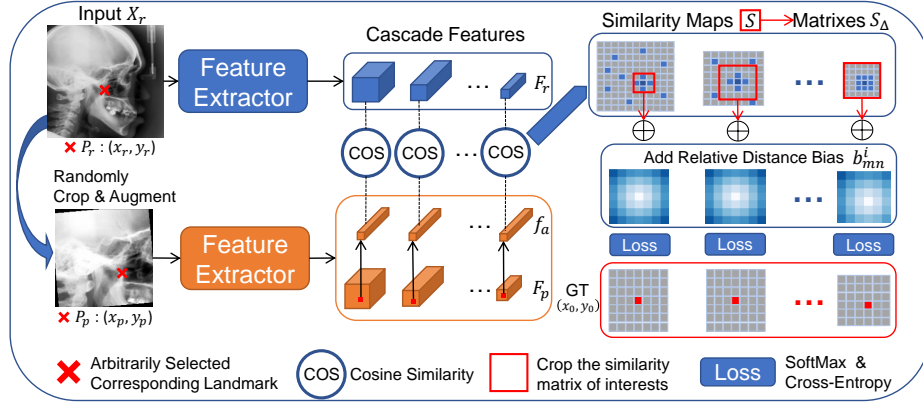 Input X_r
Similarity Maps S Matrixes S_Δ
Cascade Features
Feature
Extractor
F_r
...
...
P_r : (x_r, y_r)
COS
COS
...
COS
Add Relative Distance Bias b^i_{mn}
...
Randomly
Crop & Augment
...
f_a
Loss
Loss
Loss
Feature
Extractor
...
F_p
GT
(x_0, y_0)
...
P_p : (x_p, y_p)
Arbitrarily Selected
Corresponding Landmark
COS
Cosine Similarity
Crop the similarity
matrix of interests
Loss
SoftMax &
Cross-Entropy